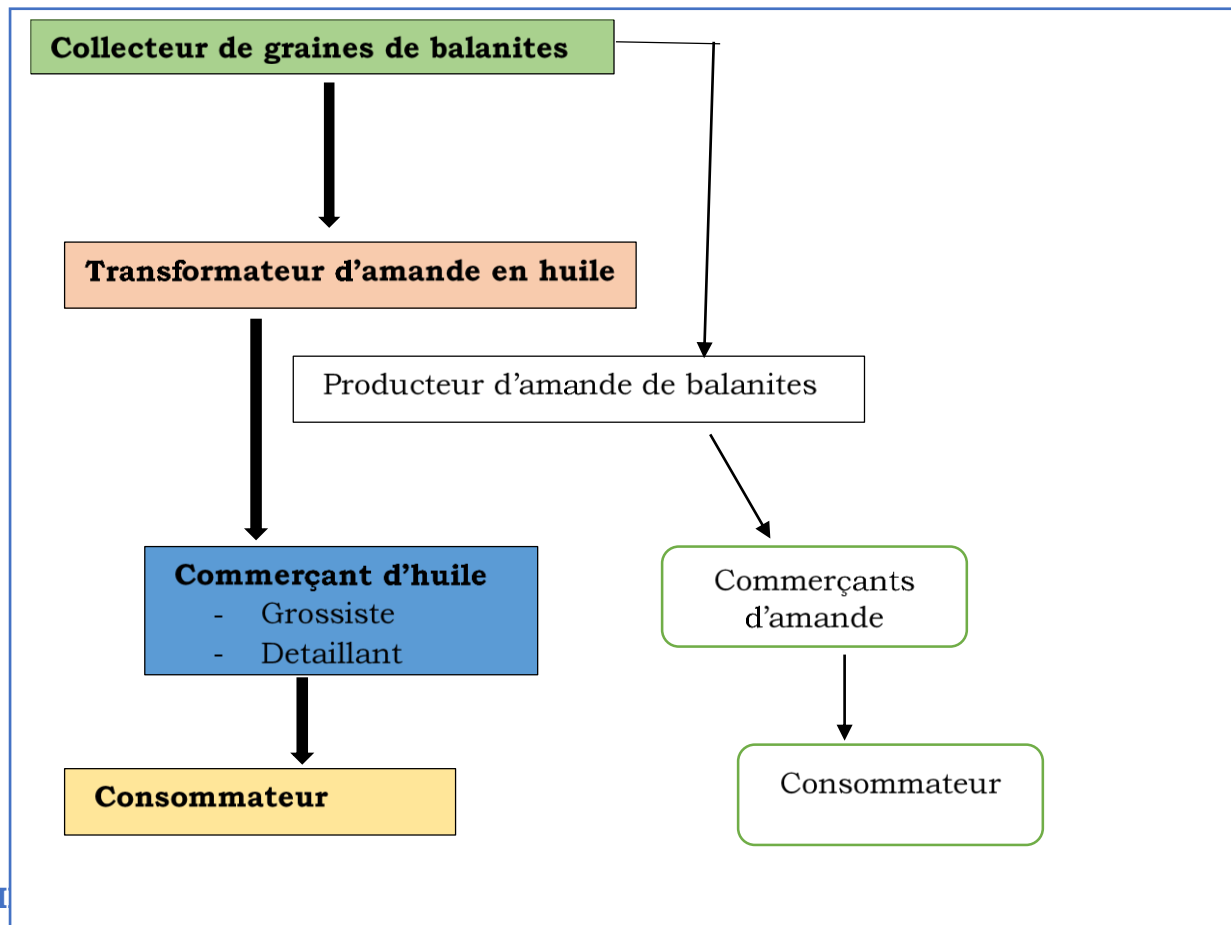 Collecteur de graines de balanites
Transformateur d’amande en huile
Producteur d’amande de balanites
Commerçant d’huile
- Grossiste
- Detaillant
Commerçants
d’amande
Consommateur
Consommateur